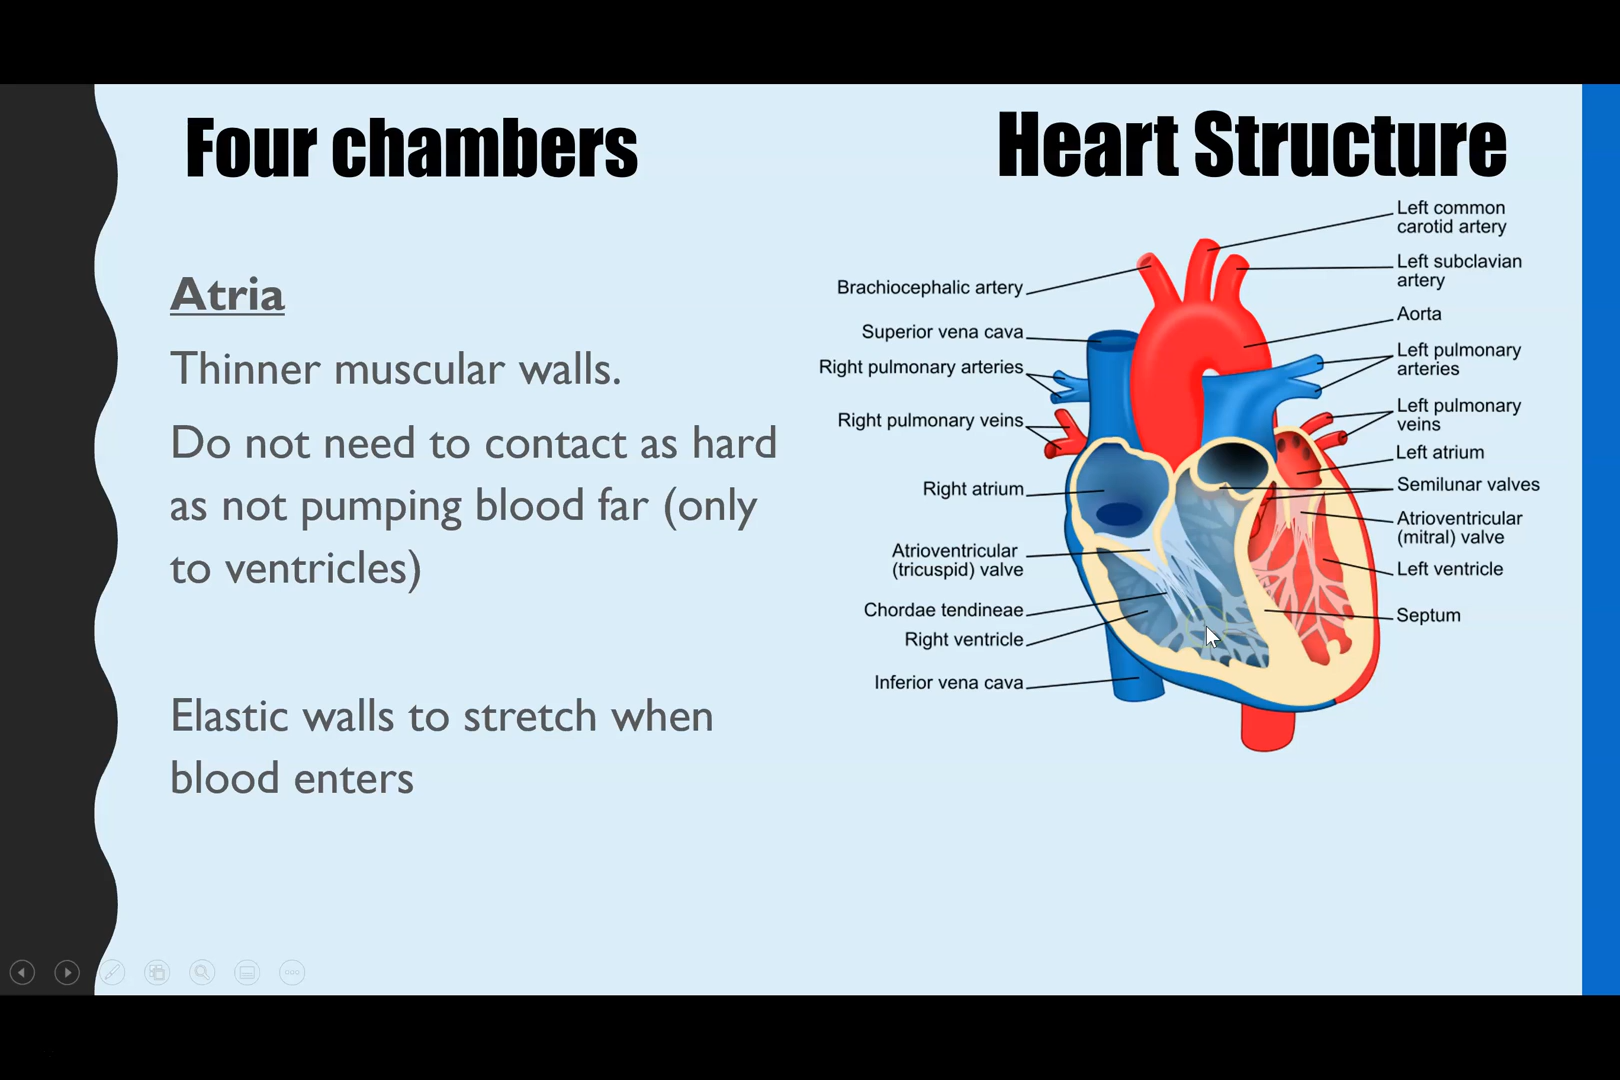 Four chambers
Heart Structure
Atria
Thinner muscular walls.
Do not need to contact as hard
as not pumping blood far (only
to ventricles)
Elastic walls to stretch when
blood enters
Brachiocephalic artery
Superior vena cava
Right pulmonary arteries
Right pulmonary veins
Right atrium
Atrioventricular
(tricuspid) valve
Chordae tendineae
Right ventricle
Inferior vena cava
Left common
carotid artery
Left subclavian
artery
Aorta
Left pulmonary
arteries
Left pulmonary
veins
Left atrium
Semilunar valves
Atrioventricular
(mitral) valve
Left ventricle
Septum